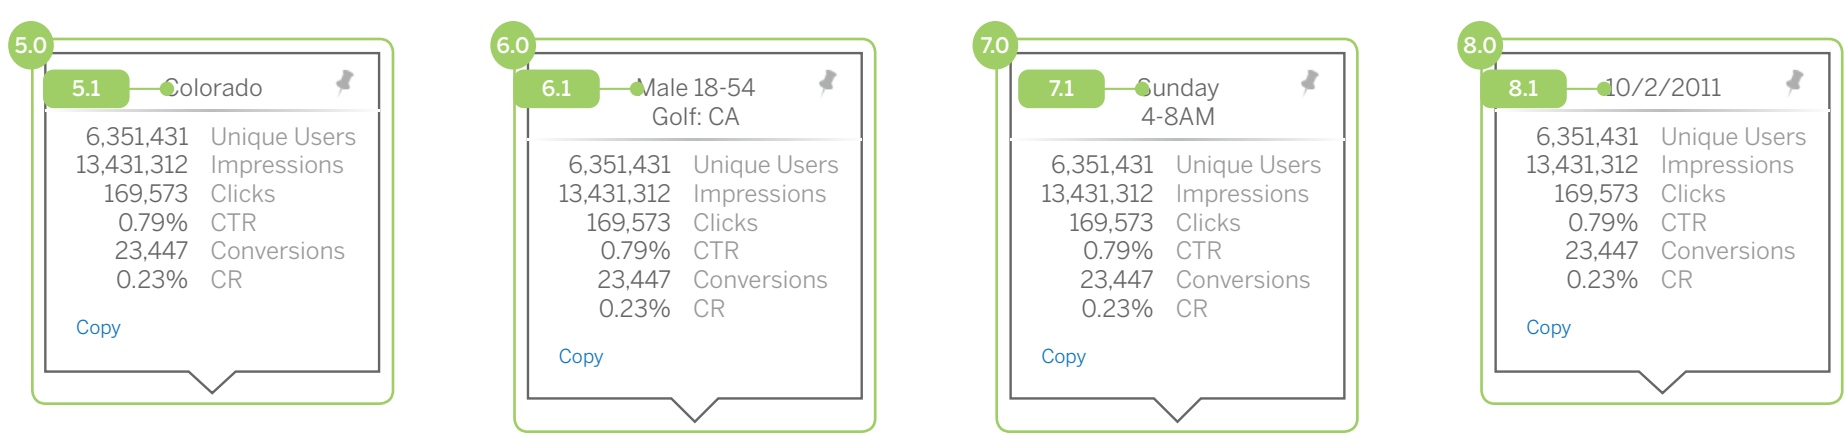 5.0
5.1 Colorado
6,351,431 Unique Users
13,431,312 Impressions
169,573 Clicks
0.79% CTR
23,447 Conversions
0.23% CR
Copy
6.0
6.1 Male 18-54
Golf: CA
6,351,431 Unique Users
13,431,312 Impressions
169,573 Clicks
0.79% CTR
23,447 Conversions
0.23% CR
Copy
7.0
7.1 Sunday
4-8AM
6,351,431 Unique Users
13,431,312 Impressions
169,573 Clicks
0.79% CTR
23,447 Conversions
0.23% CR
Copy
8.0
8.1 10/2/2011
6,351,431 Unique Users
13,431,312 Impressions
169,573 Clicks
0.79% CTR
23,447 Conversions
0.23% CR
Copy